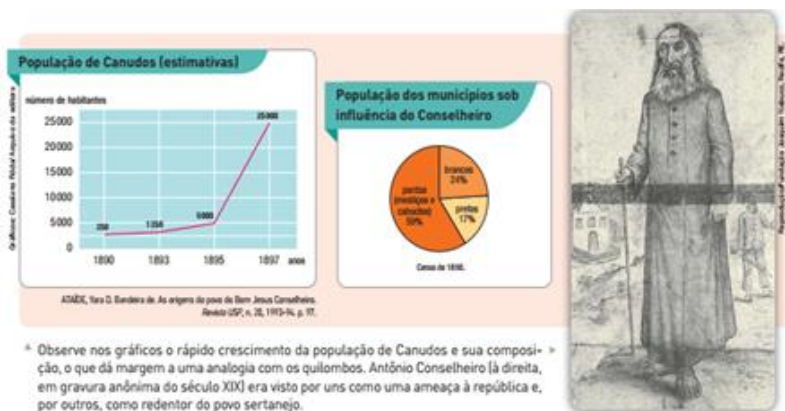 População de Canudos (estimativas)
número de habitantes
25000
20000
15000
10000
5000
0
250
1250
5000
25000
1890
1893
1895
1897
anos
População dos municípios sob
influência do Conselheiro
brancos
24%
pretos
17%
pardos
(mestiços e
caboclos)
59%
Censo de 1890.
ATAÍDE, Yara D. Bandeira de. As origens do povo do Bom Jesus Conselheiro.
Revista USP, n. 20, 1993-94. p. 97.
Observe nos gráficos o rápido crescimento da população de Canudos e sua composi-
ção, o que dá margem a uma analogia com os quilombos. Antônio Conselheiro (à direita,
em gravura anônima do século XIX) era visto por uns como uma ameaça à república e,
por outros, como redentor do povo sertanejo.